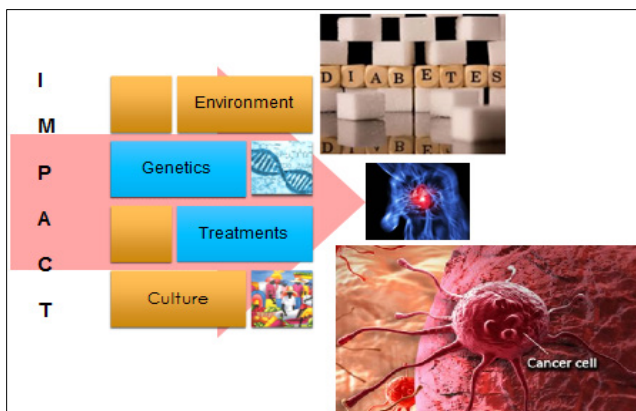 I
M
P
A
C
T
Environment
Genetics
Treatments
Culture
DIABETES
Cancer cell